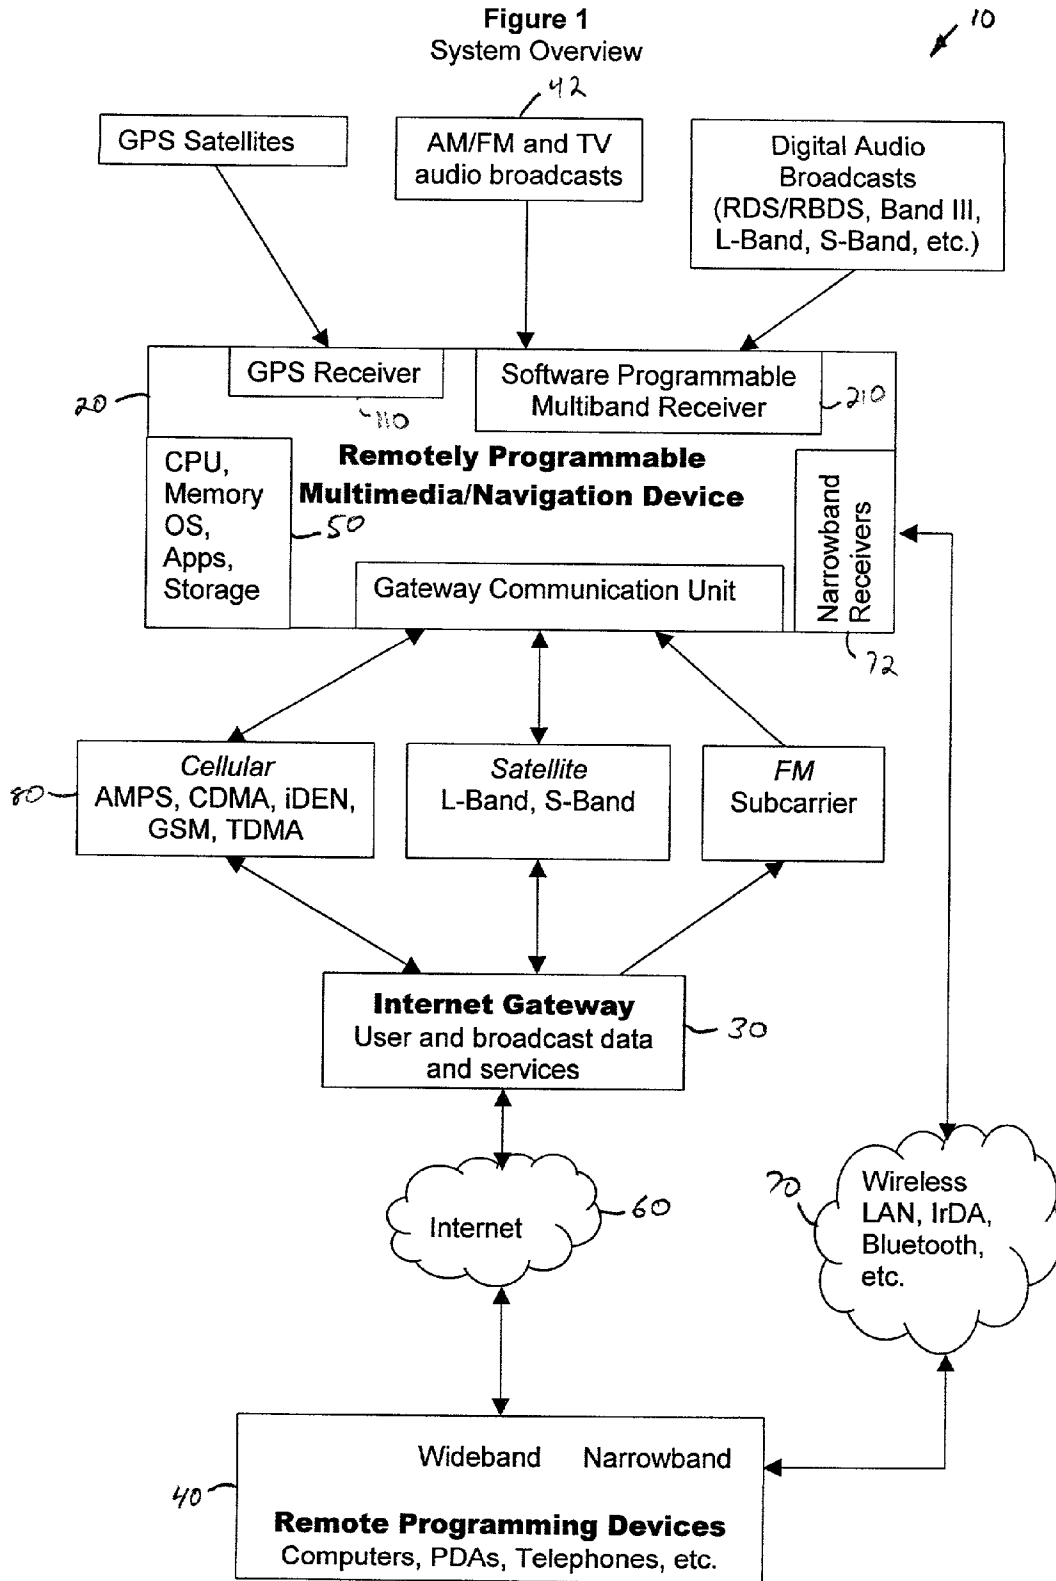 Figure 1
System Overview
10
42
GPS Satellites
AM/FM and TV
audio broadcasts
Digital Audio
Broadcasts
(RDS/RBDS, Band III,
L-Band, S-Band, etc.)
20
GPS Receiver
110
Software Programmable
Multiband Receiver
210
Remotely Programmable
Multimedia/Navigation Device
CPU,
Memory
OS,
Apps,
Storage
50
Narrowband
Receivers
72
Gateway Communication Unit
80
Cellular
AMPS, CDMA, iDEN,
GSM, TDMA
Satellite
L-Band, S-Band
FM
Subcarrier
Internet Gateway
User and broadcast data
and services
30
Internet
60
70
Wireless
LAN, IrDA,
Bluetooth,
etc.
Wideband Narrowband
40
Remote Programming Devices
Computers, PDAs, Telephones, etc.